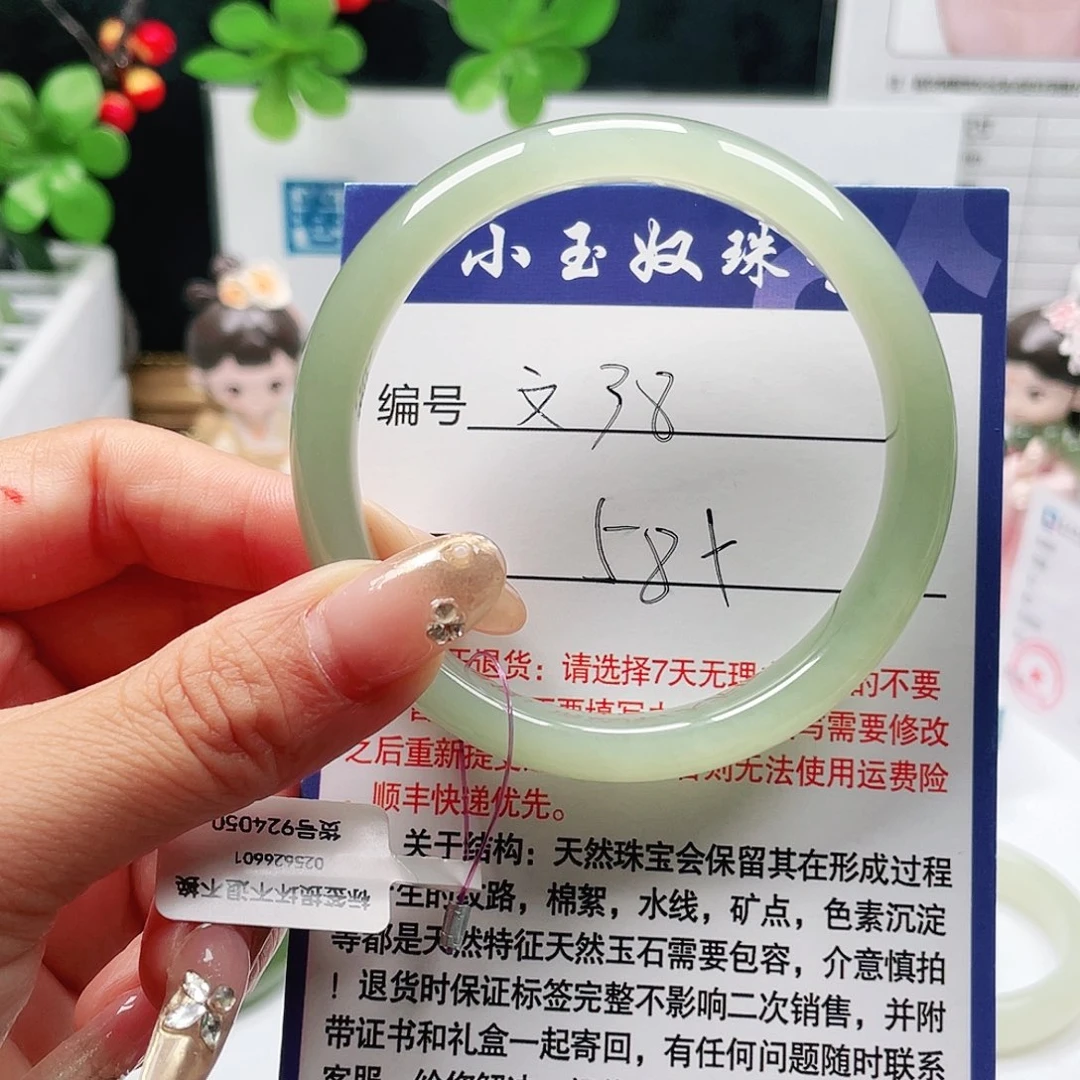 小玉奴珠
编号 文38
58+
退货：请选择7天无理 的不要
需要修改
之后重新提 否则无法使用运费险
顺丰快递优先。
关于结构：天然珠宝会保留其在形成过程
生的纹路，棉絮，水线，矿点，色素沉淀
等都是天然特征天然玉石需要包容，介意慎拍
！退货时保证标签完整不影响二次销售，并附
带证书和礼盒一起寄回，有任何问题随时联系
标签损坏不退不换
025626601
货号924050